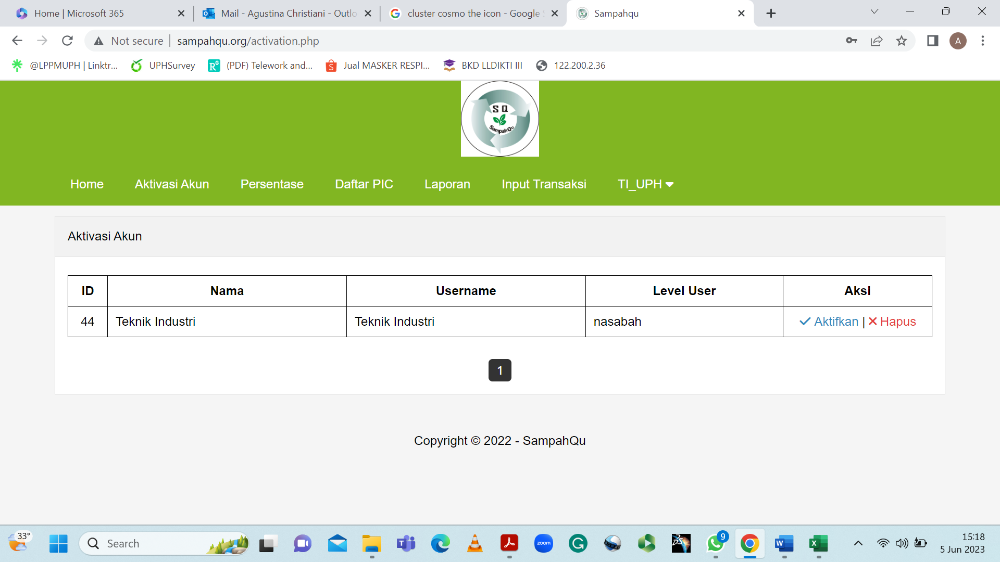 Home | Microsoft 365
Mail - Agustina Christiani - Outlo
cluster cosmo the icon - Google S
Sampahqu
Not secure | sampahqu.org/activation.php
A
@LPPMUPH | Linktr...
UPHSurvey
(PDF) Telework and...
Jual MASKER RESPI...
BKD LLDIKTI III
122.200.2.36
S Q
SampahQu
Home
Aktivasi Akun
Persentase
Daftar PIC
Laporan
Input Transaksi
TI_UPH
Aktivasi Akun
ID Nama Username Level User Aksi
44 Teknik Industri Teknik Industri nasabah Aktifkan | Hapus
1
Copyright © 2022 - SampahQu
33°
Search
zoom
9
15:18
5 Jun 2023